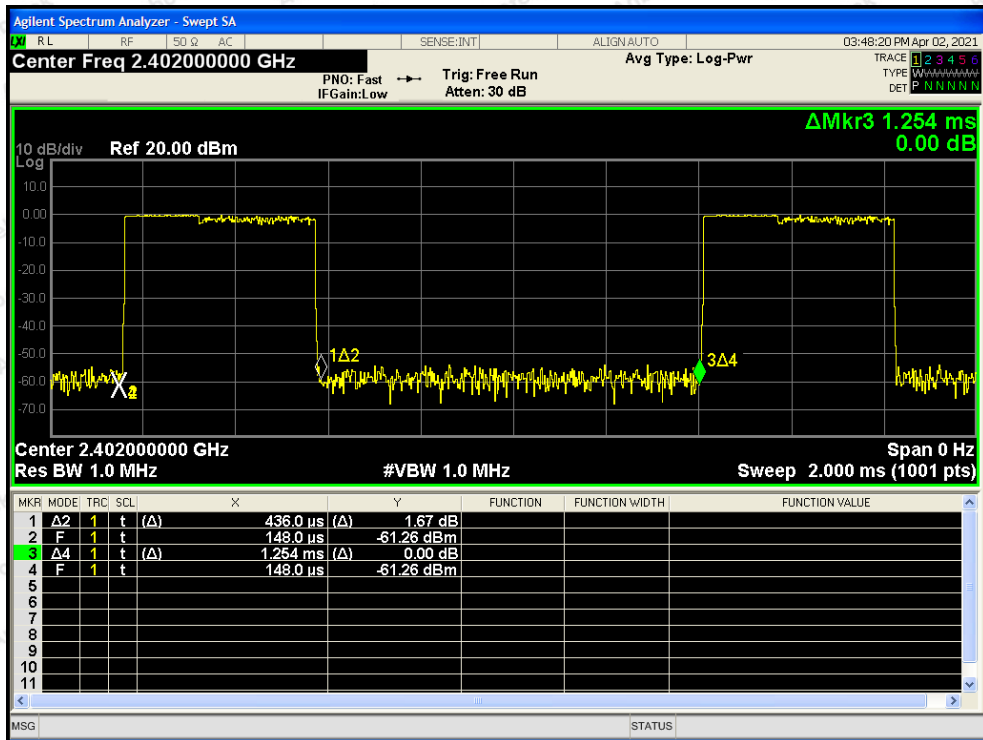 Agilent Spectrum Analyzer - Swept SA
LXI RL RF 50 Ω AC SENSE:INT ALIGNAUTO 03:48:20 PM Apr 02, 2021
Center Freq 2.402000000 GHz Avg Type: Log-Pwr TRACE 1 2 3 4 5 6
PNO: Fast Trig: Free Run TYPE WWWWWW
IFGain:Low Atten: 30 dB DET P N N N N N
ΔMkr3 1.254 ms
0.00 dB
10 dB/div Ref 20.00 dBm
Log
10.0
0.00
-10.0
-20.0
-30.0
-40.0
-50.0
1Δ2 3Δ4
-60.0
X
-70.0
Center 2.402000000 GHz Span 0 Hz
Res BW 1.0 MHz #VBW 1.0 MHz Sweep 2.000 ms (1001 pts)
MKR MODE TRC SCL X Y FUNCTION FUNCTION WIDTH FUNCTION VALUE
1 Δ2 1 t (Δ) 436.0 µs (Δ) 1.67 dB
2 F 1 t 148.0 µs -61.26 dBm
3 Δ4 1 t (Δ) 1.254 ms (Δ) 0.00 dB
4 F 1 t 148.0 µs -61.26 dBm
5
6
7
8
9
10
11
MSG STATUS